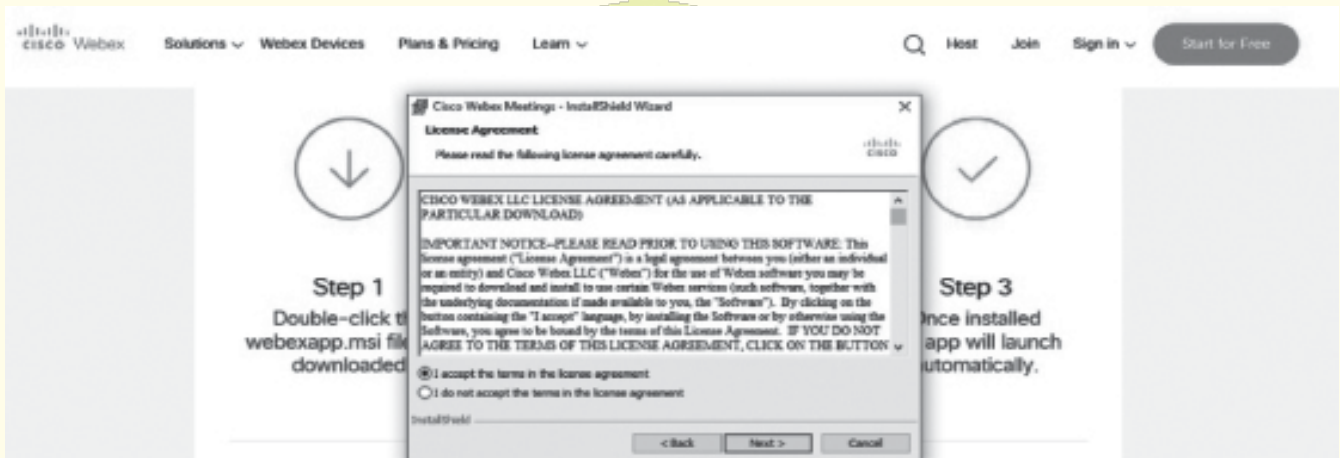 CISCO Webex Solutions Webex Devices Plans & Pricing Learn Host Join Sign in Start for Free
Cisco Webex Meetings - InstallShield Wizard
License Agreement
Please read the following license agreement carefully.
CISCO
CISCO WEBEX LLC LICENSE AGREEMENT (AS APPLICABLE TO THE
PARTICULAR DOWNLOAD)
IMPORTANT NOTICE--PLEASE READ PRIOR TO USING THIS SOFTWARE: This
license agreement ("License Agreement") is a legal agreement between you (either an individual
or an entity) and Cisco Webex LLC ("Webex") for the use of Webex software you may be
required to download and install to use certain Webex services (such software, together with
the underlying documentation if made available to you, the "Software"). By clicking on the
button containing the "I accept" language, by installing the Software or by otherwise using the
Software, you agree to be bound by the terms of this License Agreement. IF YOU DO NOT
AGREE TO THE TERMS OF THIS LICENSE AGREEMENT, CLICK ON THE BUTTON
I accept the terms in the license agreement
I do not accept the terms in the license agreement
InstallShield
< Back Next > Cancel
Step 1
Double-click
webexapp.msi
downloaded
Step 3
installed
app will launch